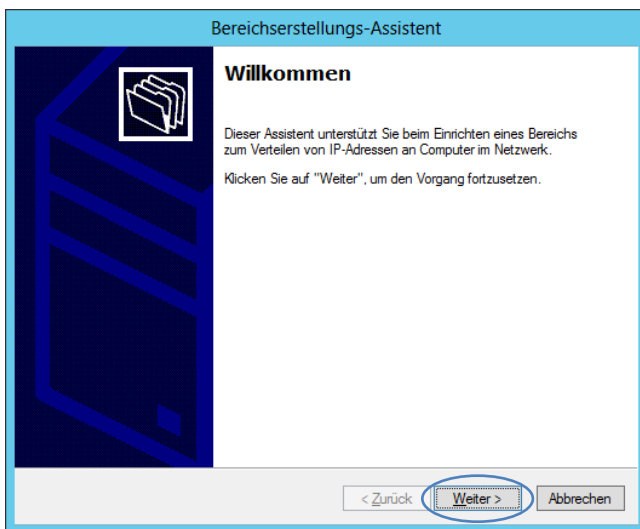 Bereichserstellungs-Assistent
Willkommen
Dieser Assistent unterstützt Sie beim Einrichten eines Bereichs
zum Verteilen von IP-Adressen an Computer im Netzwerk.
Klicken Sie auf "Weiter", um den Vorgang fortzusetzen.
< Zurück Weiter > Abbrechen